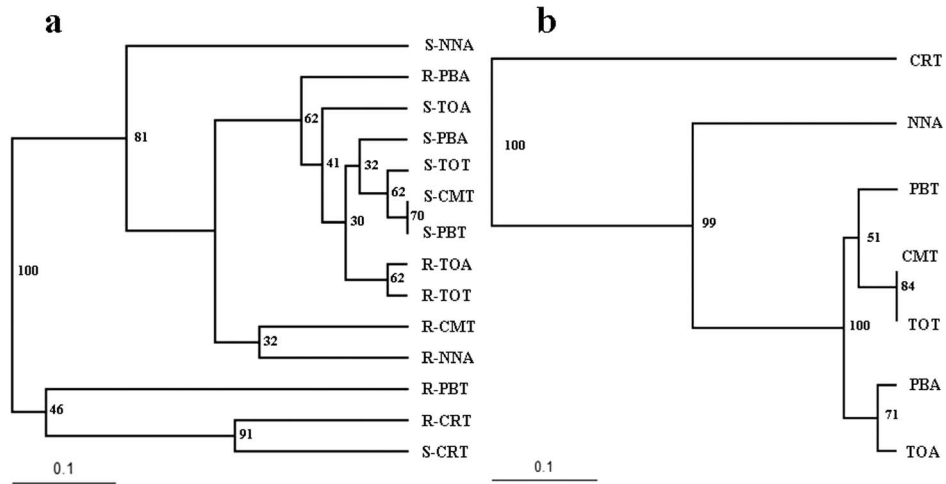 a
S-NNA
R-PBA
S-TOA
S-PBA
S-TOT
S-CMT
S-PBT
R-TOA
R-TOT
R-CMT
R-NNA
R-PBT
R-CRT
S-CRT
81
62
41
32
62
70
30
62
100
32
46
91
0.1
b
CRT
NNA
PBT
CMT
TOT
PBA
TOA
100
99
51
84
100
71
0.1